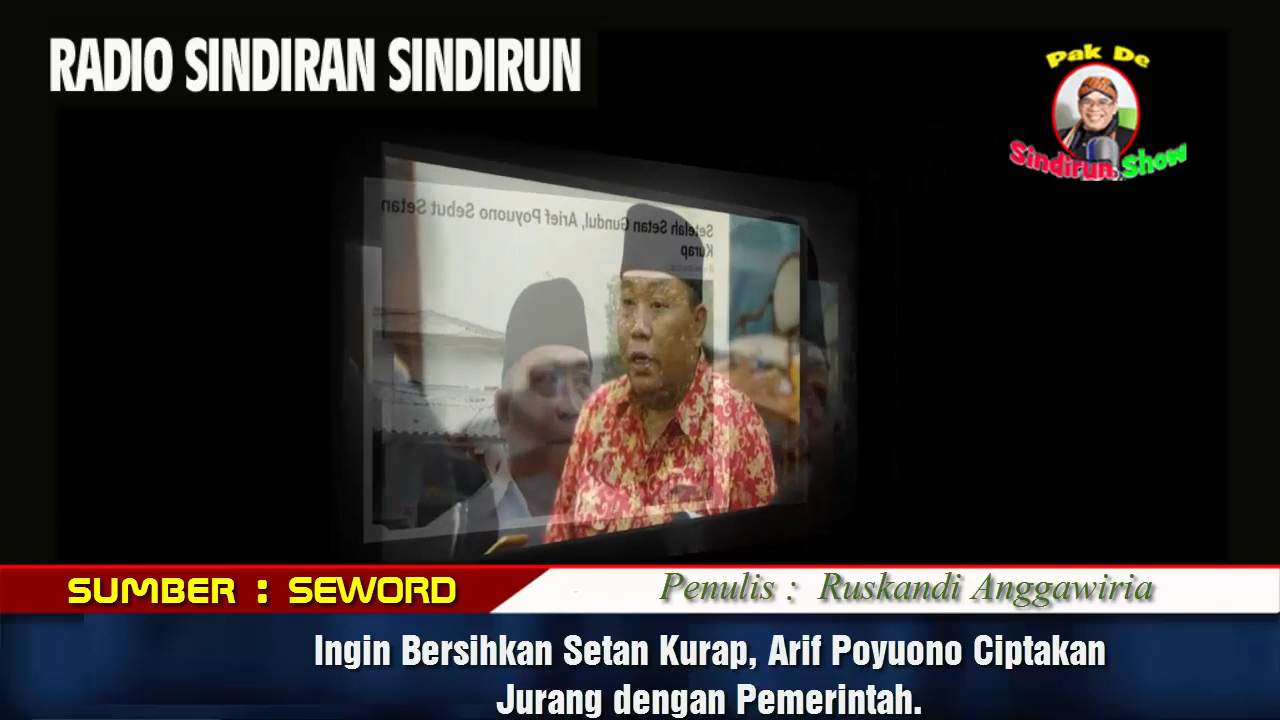 RADIO SINDIRAN SINDIRUN
Pak De
Sindirun Show
Setelah Setan Gundul, Arief Poyuono Sebut Setan
Kurap
SUMBER : SEWORD
Penulis : Ruskandi Anggawiria
Ingin Bersihkan Setan Kurap, Arif Poyuono Ciptakan
Jurang dengan Pemerintah.